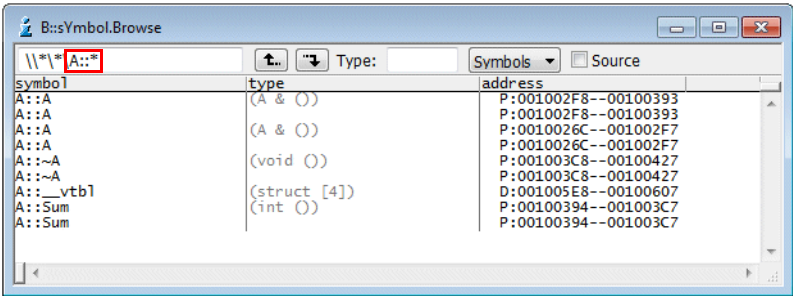 B::sYmbol.Browse
\\*\*\A::* t.. Type: Symbols Source
symbol type address
A::A (A & ()) P:001002F8--00100393
A::A P:001002F8--00100393
A::A (A & ()) P:0010026C--001002F7
A::A P:0010026C--001002F7
A::~A (void ()) P:001003C8--00100427
A::~A P:001003C8--00100427
A::__vtbl (struct [4]) D:001005E8--00100607
A::Sum (int ()) P:00100394--001003C7
A::Sum P:00100394--001003C7